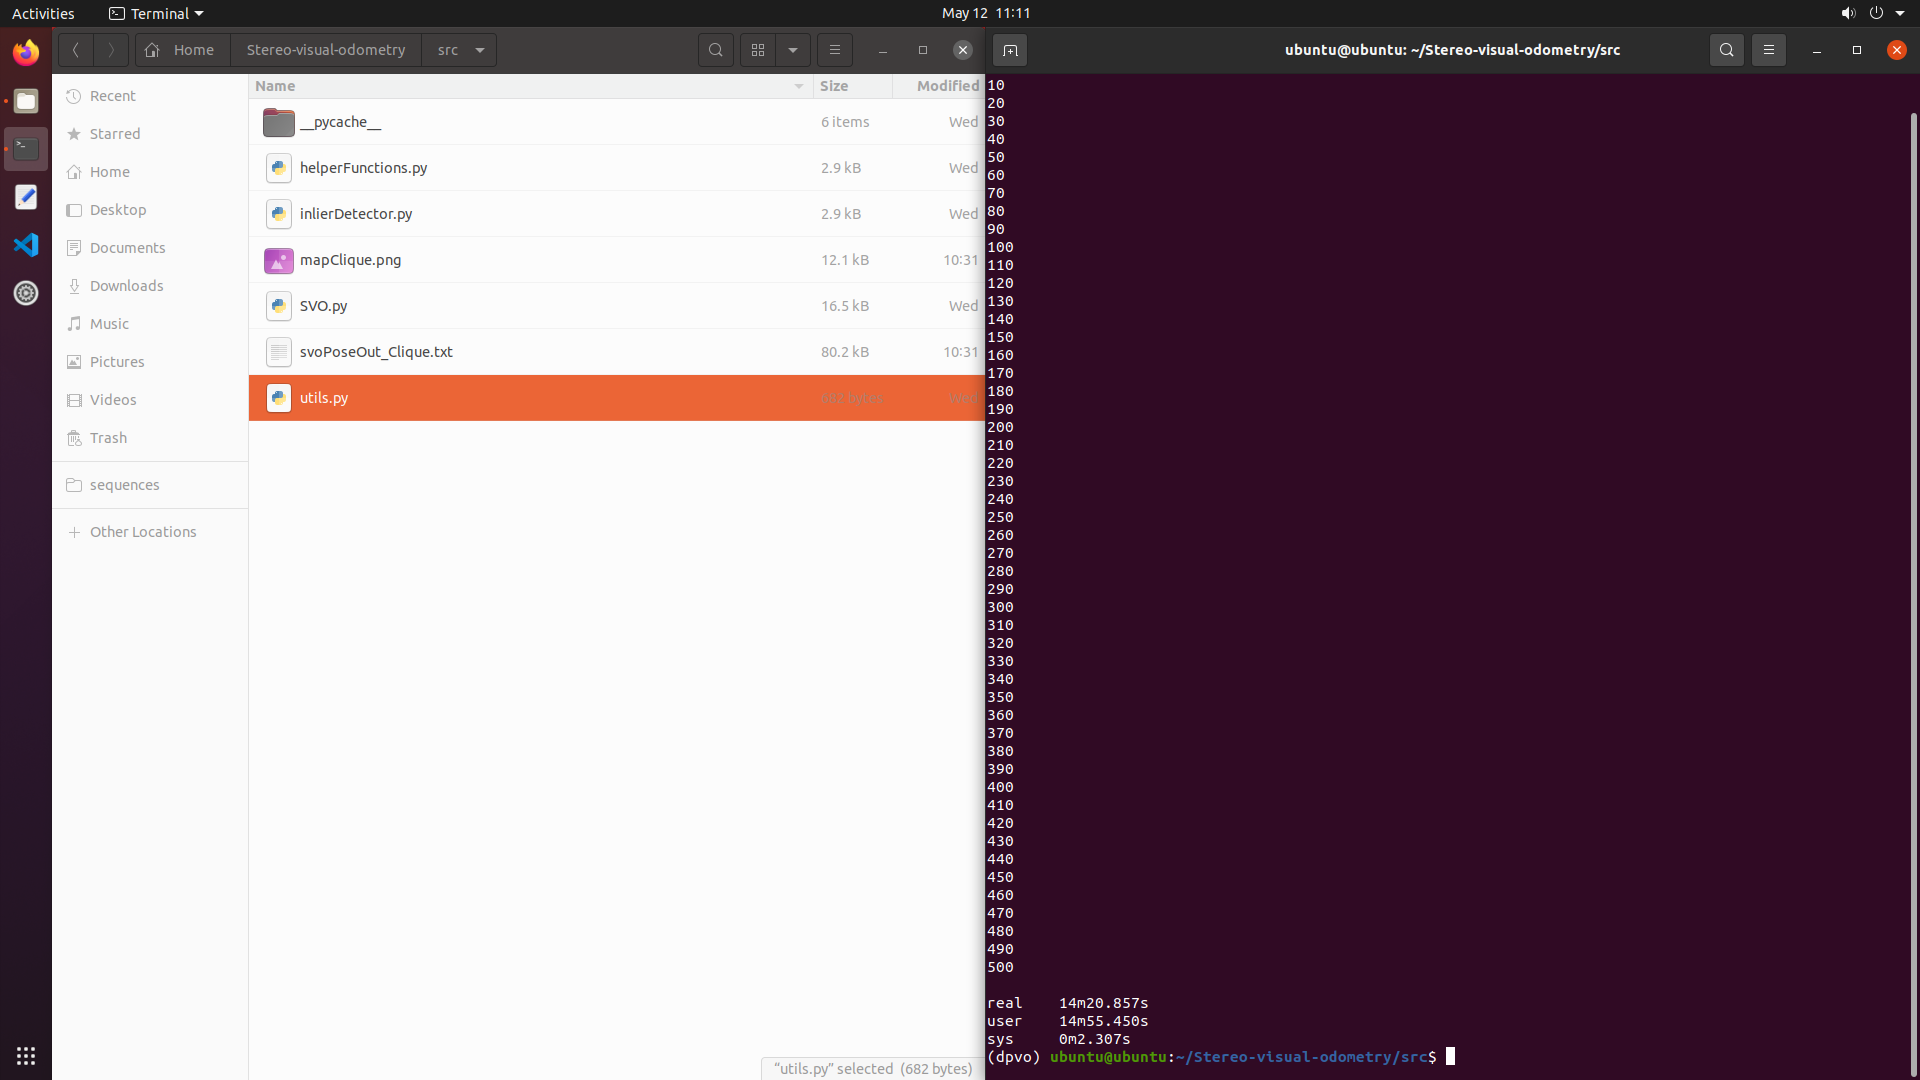 Activities
Terminal
May 12 11:11
Home
Stereo-visual-odometry
src
Recent
Starred
Home
Desktop
Documents
Downloads
Music
Pictures
Videos
Trash
sequences
Other Locations
Name Size Modified
__pycache__ 6 items Wed
helperFunctions.py 2.9 kB Wed
inlierDetector.py 2.9 kB Wed
mapClique.png 12.1 kB 10:31
SVO.py 16.5 kB Wed
svoPoseOut_Clique.txt 80.2 kB 10:31
utils.py 682 bytes Wed
“utils.py” selected (682 bytes)
ubuntu@ubuntu: ~/Stereo-visual-odometry/src
10
20
30
40
50
60
70
80
90
100
110
120
130
140
150
160
170
180
190
200
210
220
230
240
250
260
270
280
290
300
310
320
330
340
350
360
370
380
390
400
410
420
430
440
450
460
470
480
490
500
real 14m20.857s
user 14m55.450s
sys 0m2.307s
(dpvo) ubuntu@ubuntu:~/Stereo-visual-odometry/src$